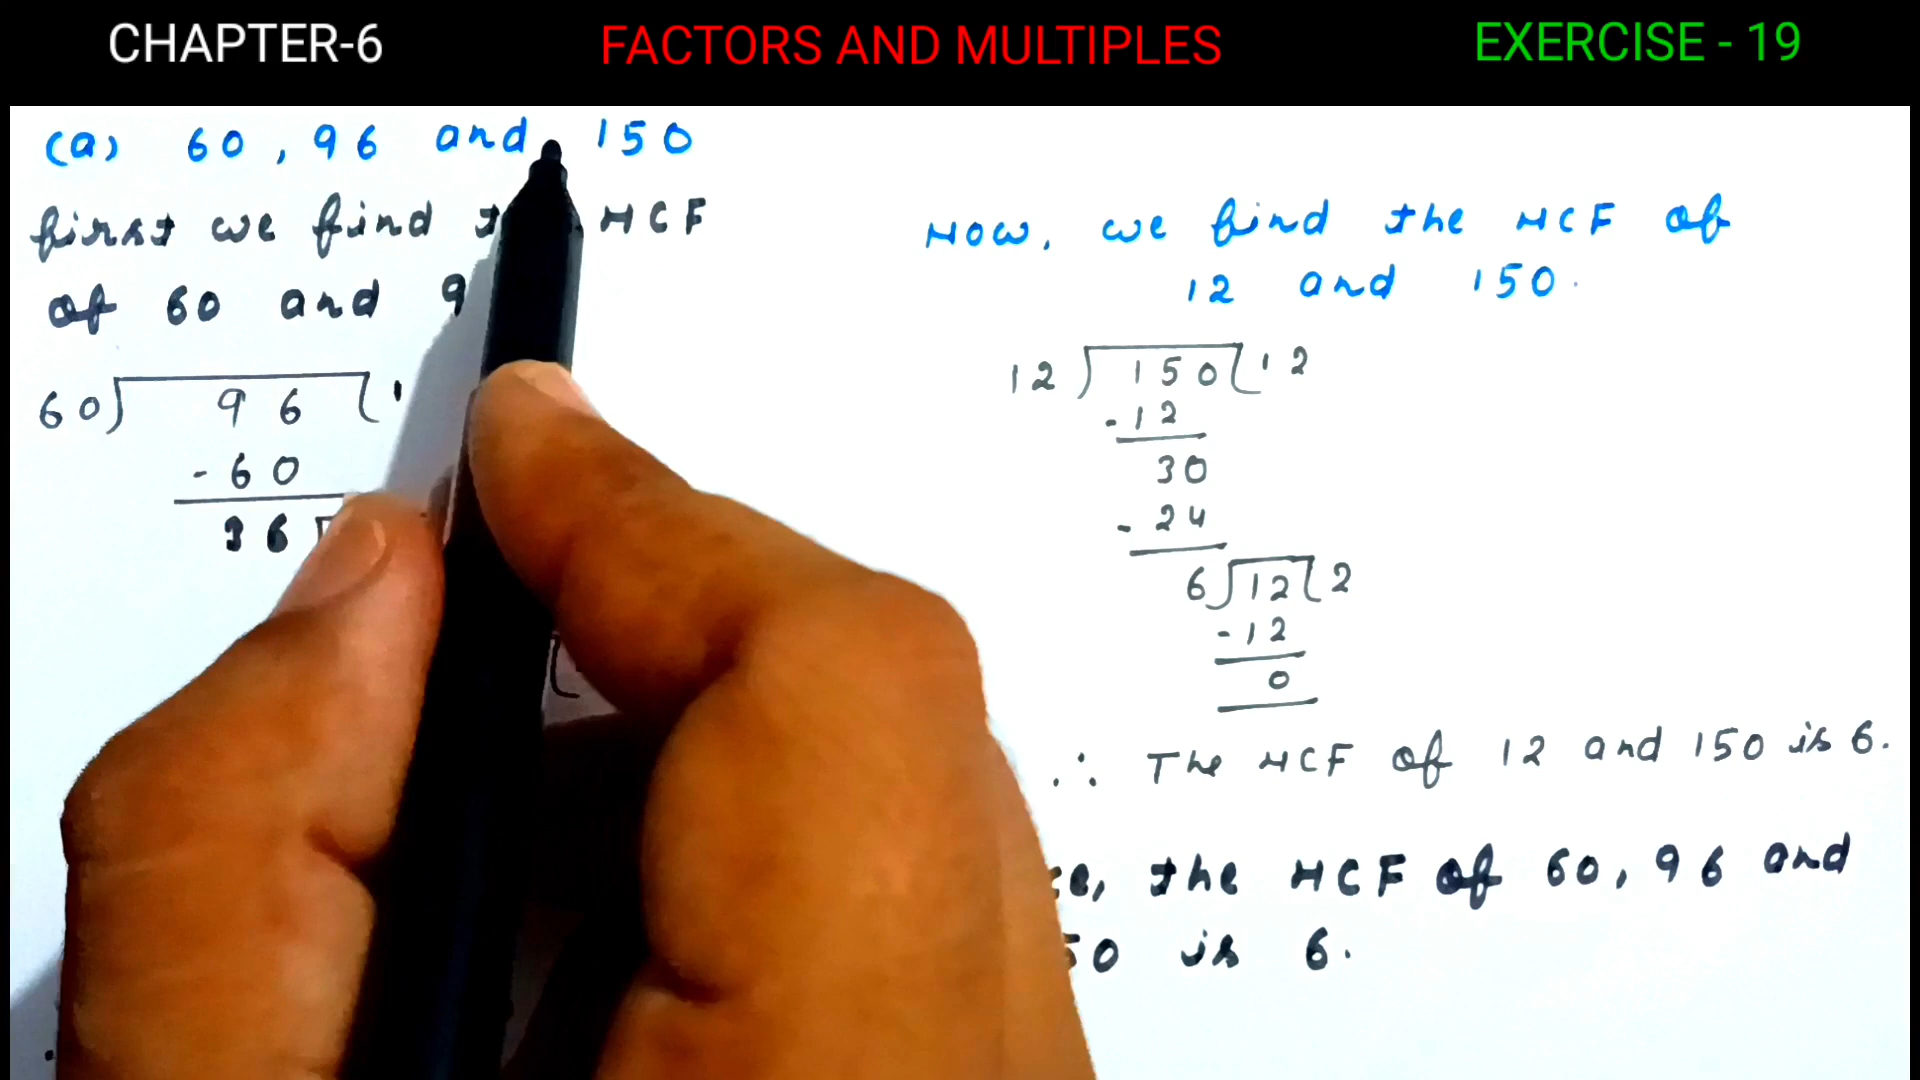 CHAPTER-6 FACTORS AND MULTIPLES EXERCISE - 19
(a) 60, 96 and 150
first we find HCF
of 60 and 9
60) 96 (1
- 60
36
Now, we find the HCF of
12 and 150.
12) 150 (12
- 12
30
- 24
6) 12 (2
- 12
0
∴ The HCF of 12 and 150 is 6.
the HCF of 60, 96 and
50 is 6.